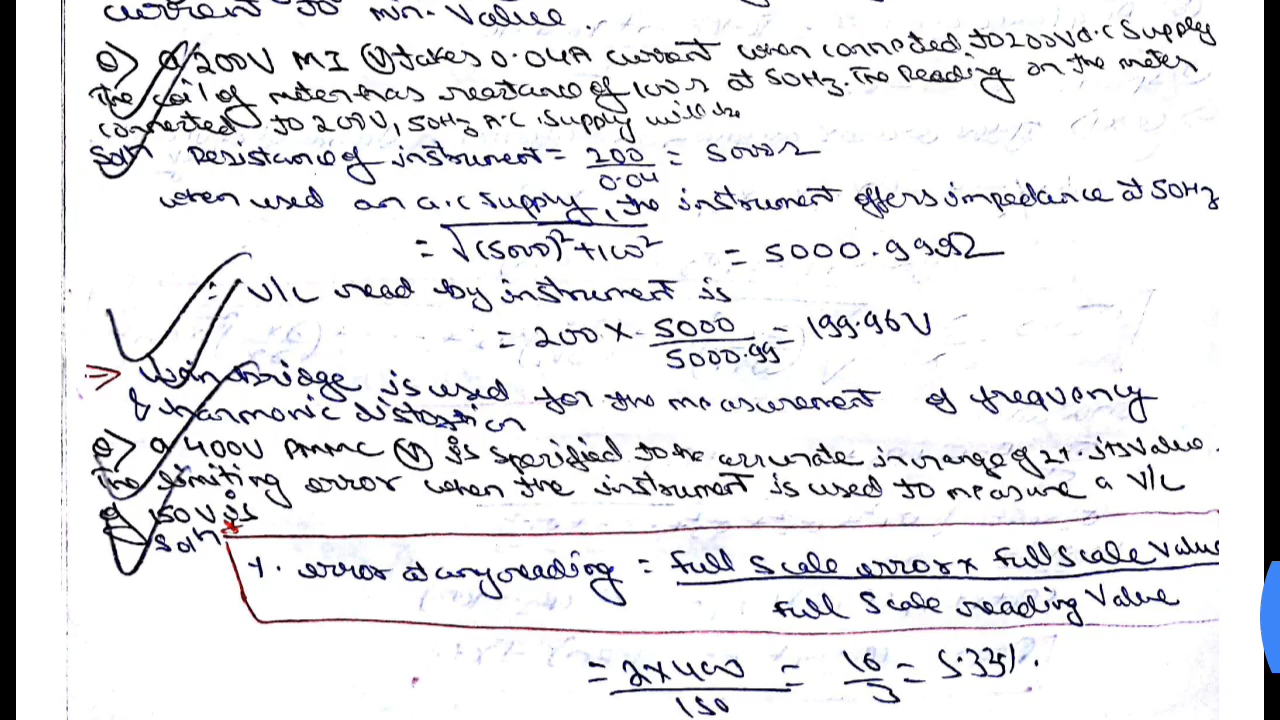 current to min. value.
Q> A 200V MI Ⓥ takes 0.04A current when connected to 200V d.c supply
The coil of meter has reactance of 100Ω at 50Hz. The Reading on the meter
connected to 200V, 50Hz A.C. supply will be
Soln Resistance of instrument = 200/0.04 = 5000Ω
when used on a.c supply, the instrument offers impedance at 50Hz
= √(5000)²+100² = 5000.999Ω
∴ V/L read by instrument is
= 200 × 5000/5000.99 = 199.96V
⇒ Wein Bridge is used for the measurement of frequency
& harmonic distortion
Q> A 400V PMMC Ⓥ is specified to be accurate in range of 2%. its value.
The limiting error when the instrument is used to measure a V/L
of 150V is
Soln
%. error at any reading = full scale error × full scale value / full scale reading value
= 2×400/150 = 16/3 = 5.33%.